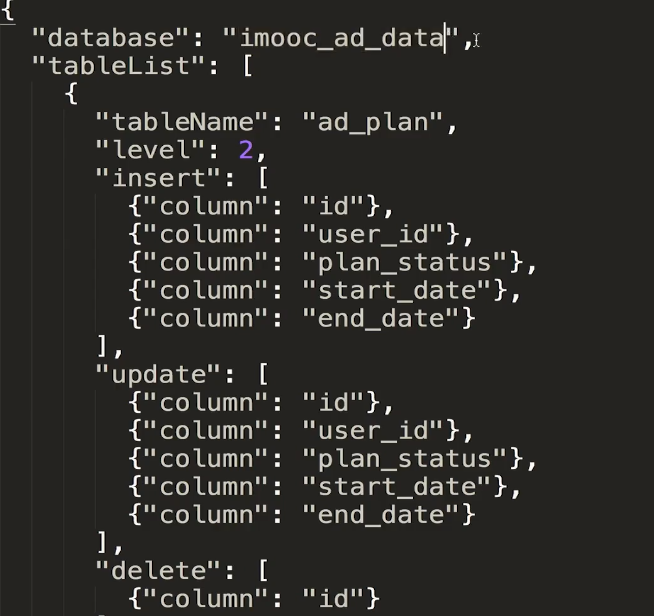 {
"database": "imooc_ad_data",
"tableList": [
{
"tableName": "ad_plan",
"level": 2,
"insert": [
{"column": "id"},
{"column": "user_id"},
{"column": "plan_status"},
{"column": "start_date"},
{"column": "end_date"}
],
"update": [
{"column": "id"},
{"column": "user_id"},
{"column": "plan_status"},
{"column": "start_date"},
{"column": "end_date"}
],
"delete": [
{"column": "id"}